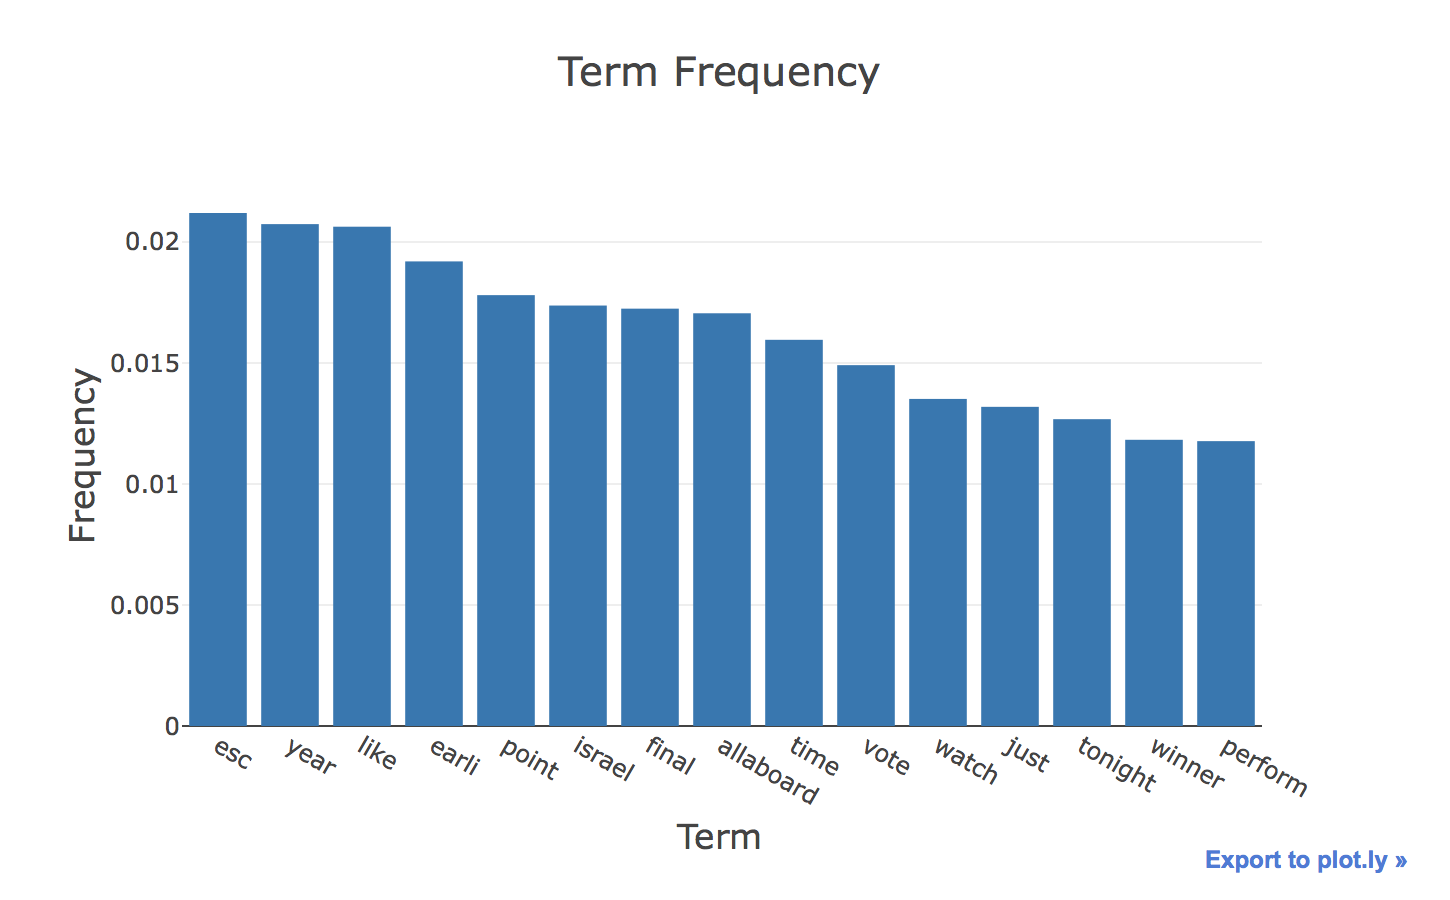 Term Frequency
0.02
0.015
0.01
0.005
0
Frequency
esc
year
like
earli
point
israel
final
allaboard
time
vote
watch
just
tonight
winner
perform
Term
Export to plot.ly »